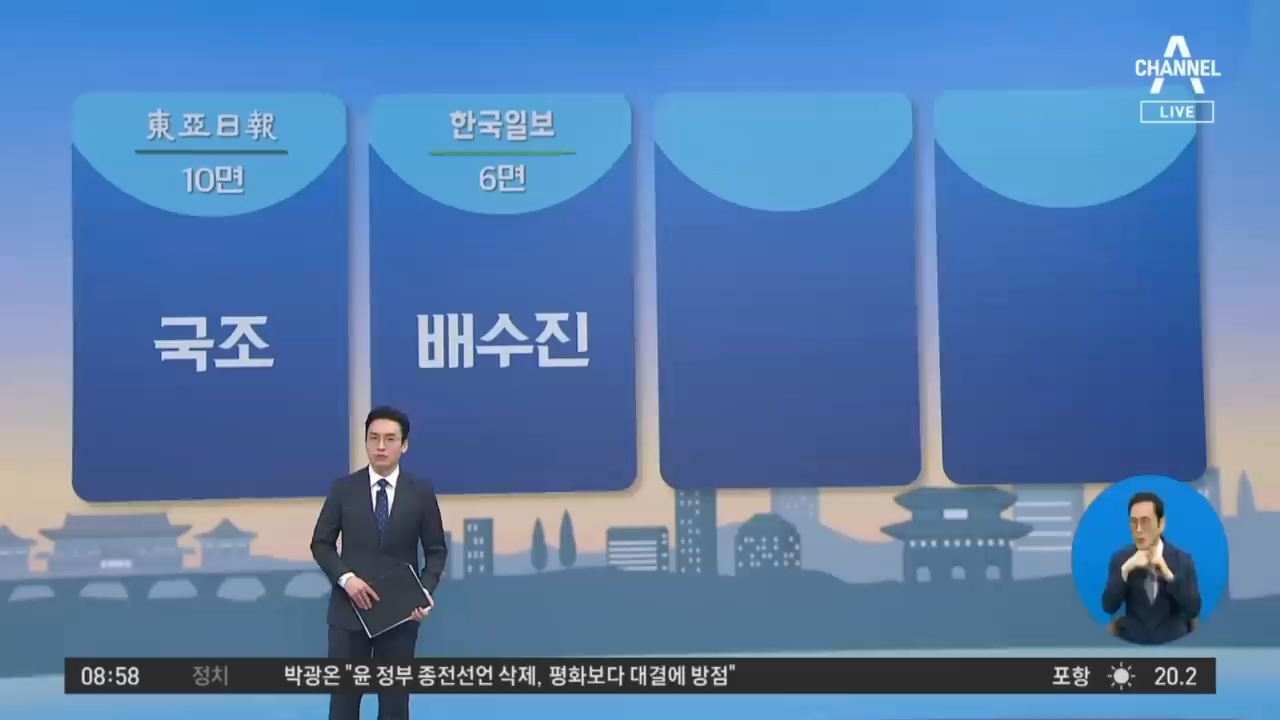 CHANNEL A
LIVE
東亞日報
10면
국조
한국일보
6면
배수진
08:58 정치 박광온 "윤 정부 종전선언 삭제, 평화보다 대결에 방점" 포항 20.2